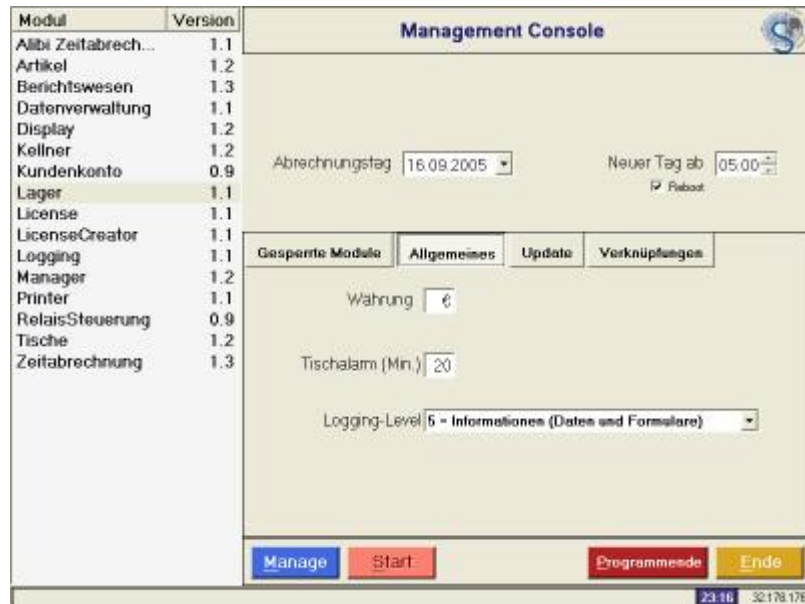 Modul Version
Alibi Zeitabrech... 1.1
Artikel 1.2
Berichtswesen 1.3
Datenverwaltung 1.1
Display 1.2
Kellner 1.2
Kundenkonto 0.9
Lager 1.1
License 1.1
LicenseCreator 1.1
Logging 1.1
Manager 1.2
Printer 1.1
RelaisSteuerung 0.9
Tische 1.2
Zeitabrechnung 1.3
Management Console
Abrechnungstag 16.09.2005 Neuer Tag ab 05:00
Reboot
Gesperrte Module Allgemeines Update Verknüpfungen
Währung €
Tischalarm (Min.) 20
Logging-Level 5 - Informationen (Daten und Formulare)
Manage Start Programmende Ende
23:16 32.178.176